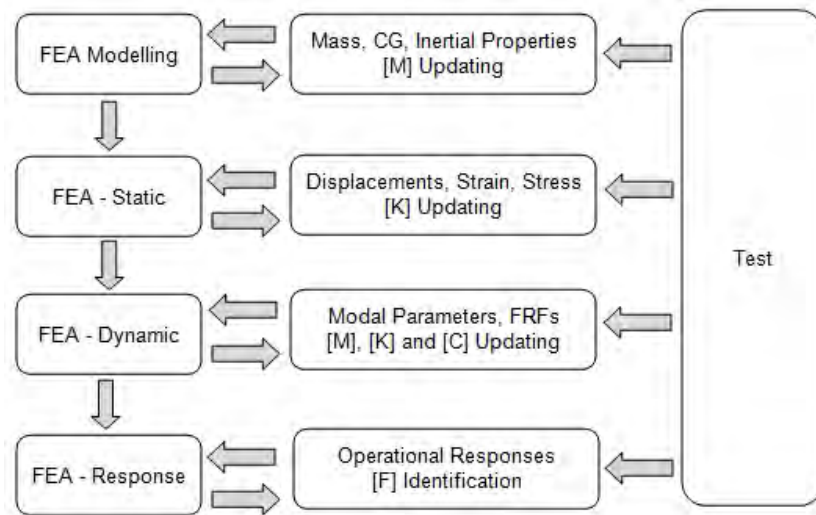 FEA Modelling
Mass, CG, Inertial Properties
[M] Updating
FEA - Static
Displacements, Strain, Stress
[K] Updating
Test
FEA - Dynamic
Modal Parameters, FRFs
[M], [K] and [C] Updating
FEA - Response
Operational Responses
[F] Identification